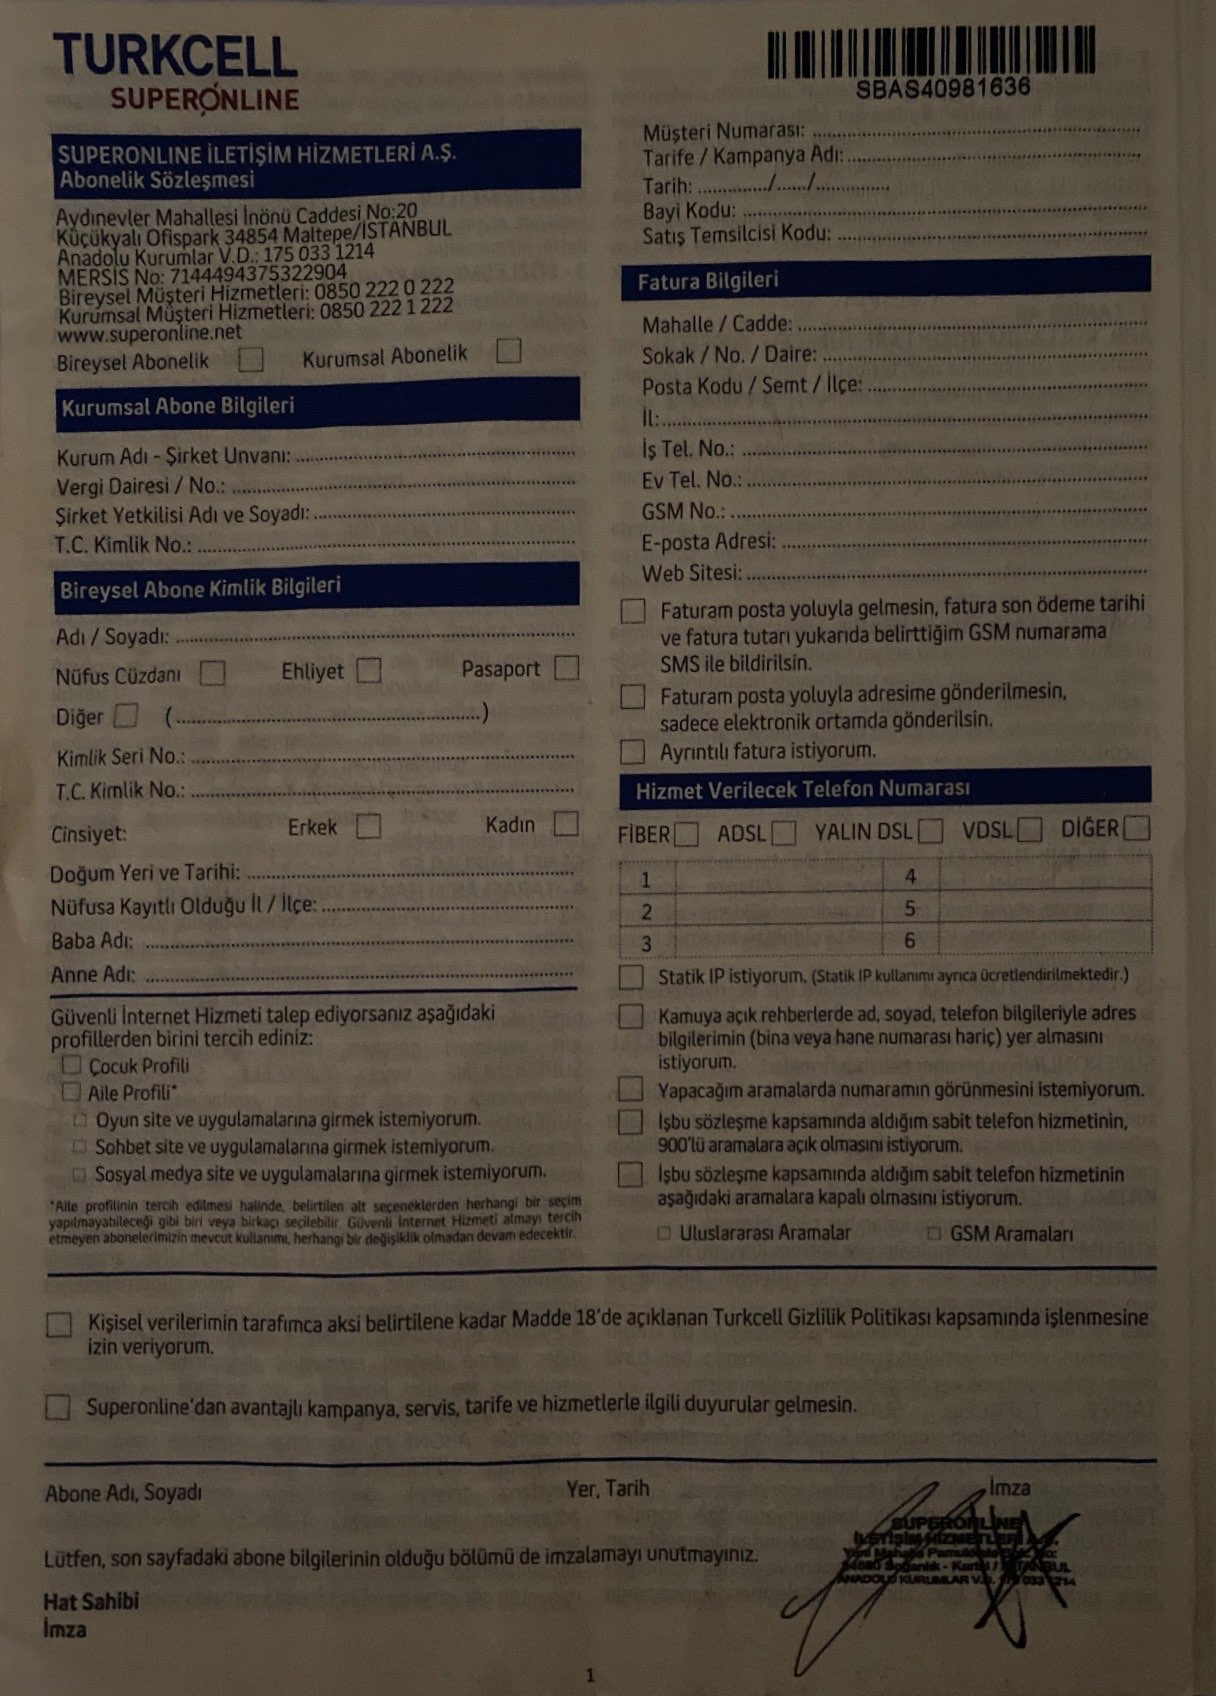 TURKCELL
SUPERONLINE
SUPERONLINE İLETİŞİM HİZMETLERİ A.Ş.
Abonelik Sözleşmesi
Aydınevler Mahallesi İnönü Caddesi No:20
Küçükyalı Ofispark 34854 Maltepe/İSTANBUL
Anadolu Kurumlar V.D.: 175 033 1214
MERSİS No: 7144494375322904
Bireysel Müşteri Hizmetleri: 0850 222 0 222
Kurumsal Müşteri Hizmetleri: 0850 222 1 222
www.superonline.net
Bireysel Abonelik Kurumsal Abonelik
Kurumsal Abone Bilgileri
Kurum Adı - Şirket Unvanı:
Vergi Dairesi / No.:
Şirket Yetkilisi Adı ve Soyadı:
T.C. Kimlik No.:
Bireysel Abone Kimlik Bilgileri
Adı / Soyadı:
Nüfus Cüzdanı Ehliyet Pasaport
Diğer (....................)
Kimlik Seri No.:
T.C. Kimlik No.:
Cinsiyet: Erkek Kadın
Doğum Yeri ve Tarihi:
Nüfusa Kayıtlı Olduğu İl / İlçe:
Baba Adı:
Anne Adı:
Güvenli İnternet Hizmeti talep ediyorsanız aşağıdaki
profillerden birini tercih ediniz:
Çocuk Profili
Aile Profili*
Oyun site ve uygulamalarına girmek istemiyorum.
Sohbet site ve uygulamalarına girmek istemiyorum.
Sosyal medya site ve uygulamalarına girmek istemiyorum.
*Aile profilinin tercih edilmesi halinde, belirtilen alt seçeneklerden herhangi bir seçim
yapılmayabileceği gibi biri veya birkaçı seçilebilir. Güvenli İnternet Hizmeti almayı tercih
etmeyen abonelerimizin mevcut kullanımı, herhangi bir değişiklik olmadan devam edecektir.
SBAS40981636
Müşteri Numarası:
Tarife / Kampanya Adı:
Tarih: ............/....../............
Bayi Kodu:
Satış Temsilcisi Kodu:
Fatura Bilgileri
Mahalle / Cadde:
Sokak / No. / Daire:
Posta Kodu / Semt / İlçe:
İl:
İş Tel. No.:
Ev Tel. No.:
GSM No.:
E-posta Adresi:
Web Sitesi:
Faturam posta yoluyla gelmesin, fatura son ödeme tarihi
ve fatura tutarı yukarıda belirttiğim GSM numarama
SMS ile bildirilsin.
Faturam posta yoluyla adresime gönderilmesin,
sadece elektronik ortamda gönderilsin.
Ayrıntılı fatura istiyorum.
Hizmet Verilecek Telefon Numarası
FİBER ADSL YALIN DSL VDSL DİĞER
1 4
2 5
3 6
Statik IP istiyorum. (Statik IP kullanımı ayrıca ücretlendirilmektedir.)
Kamuya açık rehberlerde ad, soyad, telefon bilgileriyle adres
bilgilerimin (bina veya hane numarası hariç) yer almasını
istiyorum.
Yapacağım aramalarda numaramın görünmesini istemiyorum.
İşbu sözleşme kapsamında aldığım sabit telefon hizmetinin,
900'lü aramalara açık olmasını istiyorum.
İşbu sözleşme kapsamında aldığım sabit telefon hizmetinin
aşağıdaki aramalara kapalı olmasını istiyorum.
Uluslararası Aramalar GSM Aramaları
Kişisel verilerimin tarafımca aksi belirtilene kadar Madde 18'de açıklanan Turkcell Gizlilik Politikası kapsamında işlenmesine
izin veriyorum.
Superonline'dan avantajlı kampanya, servis, tarife ve hizmetlerle ilgili duyurular gelmesin.
Abone Adı, Soyadı Yer, Tarih İmza
SUPERONLINE
İLETİŞİM HİZMETLERİ
Yeni Mahalle
34880 Soğanlık - Kartal / İSTANBUL
ANADOLU KURUMLAR V.D. 175 033 1214
Lütfen, son sayfadaki abone bilgilerinin olduğu bölümü de imzalamayı unutmayınız.
Hat Sahibi
İmza
1